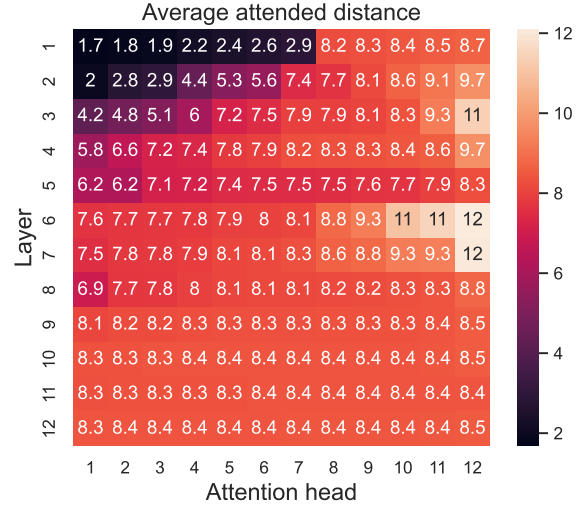 Average attended distance
1 1.7 1.8 1.9 2.2 2.4 2.6 2.9 8.2 8.3 8.4 8.5 8.7
2 2 2.8 2.9 4.4 5.3 5.6 7.4 7.7 8.1 8.6 9.1 9.7
3 4.2 4.8 5.1 6 7.2 7.5 7.9 7.9 8.1 8.3 9.3 11
4 5.8 6.6 7.2 7.4 7.8 7.9 8.2 8.3 8.3 8.4 8.6 9.7
5 6.2 6.2 7.1 7.2 7.4 7.5 7.5 7.5 7.6 7.7 7.9 8.3
6 7.6 7.7 7.7 7.8 7.9 8 8.1 8.8 9.3 11 11 12
7 7.5 7.8 7.8 7.9 8.1 8.1 8.3 8.6 8.8 9.3 9.3 12
8 6.9 7.7 7.8 8 8.1 8.1 8.1 8.2 8.2 8.3 8.3 8.8
9 8.1 8.2 8.2 8.3 8.3 8.3 8.3 8.3 8.3 8.3 8.4 8.5
10 8.3 8.3 8.3 8.4 8.4 8.4 8.4 8.4 8.4 8.4 8.4 8.5
11 8.3 8.3 8.3 8.3 8.3 8.4 8.4 8.4 8.4 8.4 8.4 8.4
12 8.3 8.4 8.4 8.4 8.4 8.4 8.4 8.4 8.4 8.4 8.4 8.5
1 2 3 4 5 6 7 8 9 10 11 12
Attention head
Layer
12
10
8
6
4
2